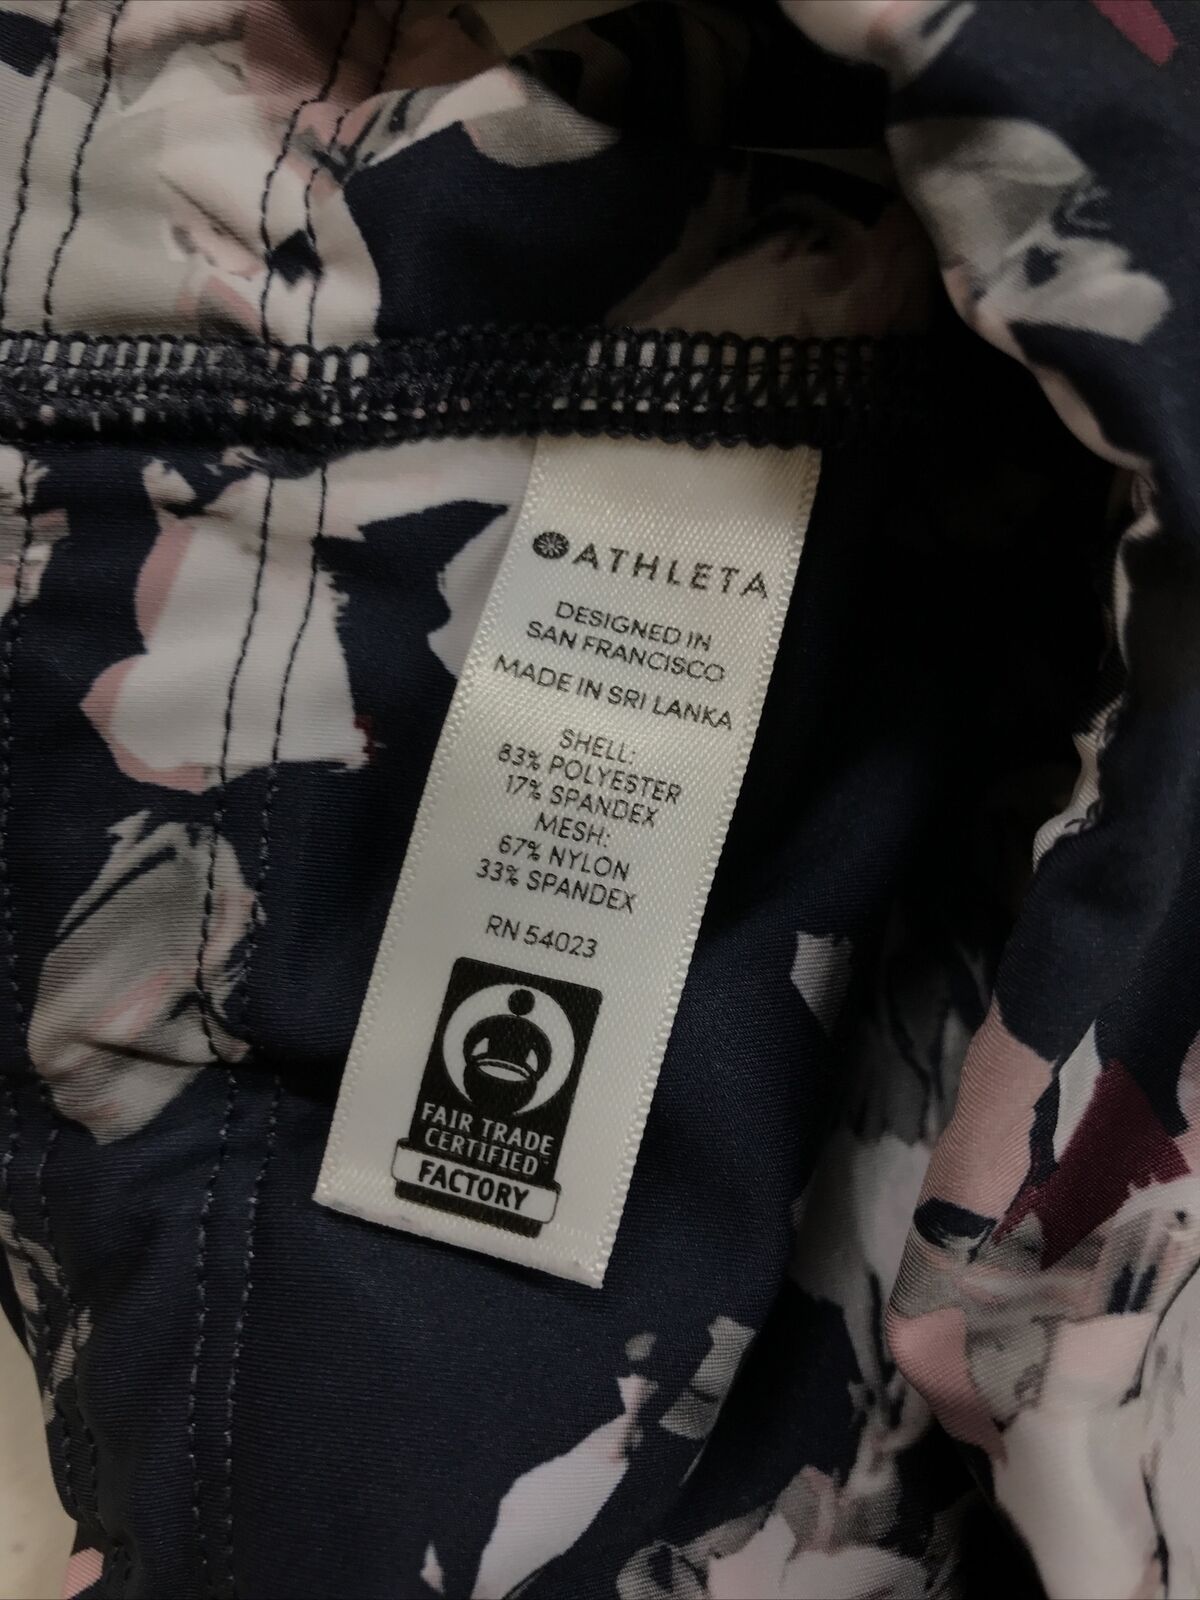 ATHLETA
DESIGNED IN
SAN FRANCISCO
MADE IN SRI LANKA
SHELL:
83% POLYESTER
17% SPANDEX
MESH:
67% NYLON
33% SPANDEX
RN 54023
FAIR TRADE
CERTIFIED™
FACTORY